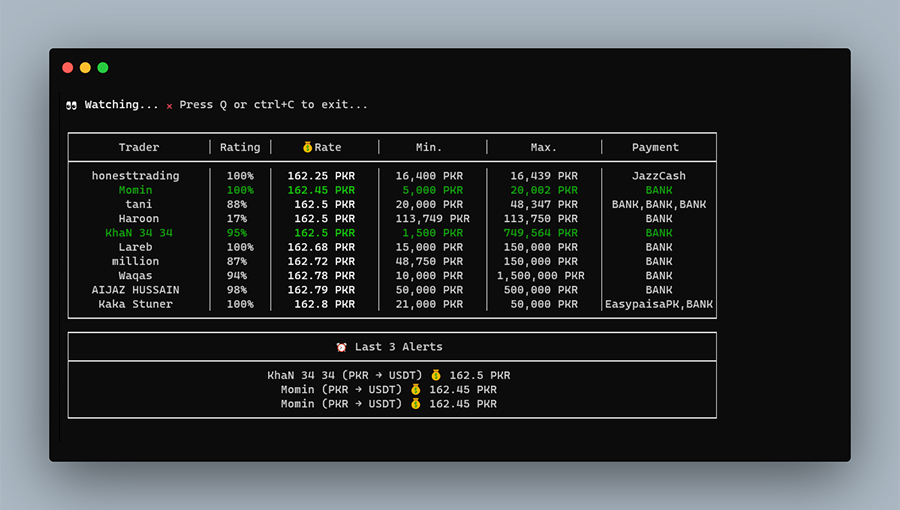 👀 Watching... × Press Q or ctrl+C to exit...
Trader | Rating | 💰Rate | Min. | Max. | Payment
honesttrading | 100% | 162.25 PKR | 16,400 PKR | 16,439 PKR | JazzCash
Momin | 100% | 162.45 PKR | 5,000 PKR | 20,002 PKR | BANK
tani | 88% | 162.5 PKR | 20,000 PKR | 48,347 PKR | BANK,BANK,BANK
Haroon | 17% | 162.5 PKR | 113,749 PKR | 113,750 PKR | BANK
KhaN 34 34 | 95% | 162.5 PKR | 1,500 PKR | 749,564 PKR | BANK
Lareb | 100% | 162.68 PKR | 15,000 PKR | 150,000 PKR | BANK
million | 87% | 162.72 PKR | 48,750 PKR | 150,000 PKR | BANK
Waqas | 94% | 162.78 PKR | 10,000 PKR | 1,500,000 PKR | BANK
AIJAZ HUSSAIN | 98% | 162.79 PKR | 50,000 PKR | 500,000 PKR | BANK
Kaka Stuner | 100% | 162.8 PKR | 21,000 PKR | 50,000 PKR | EasypaisaPK,BANK
⏰ Last 3 Alerts
KhaN 34 34 (PKR → USDT) 💰 162.5 PKR
Momin (PKR → USDT) 💰 162.45 PKR
Momin (PKR → USDT) 💰 162.45 PKR